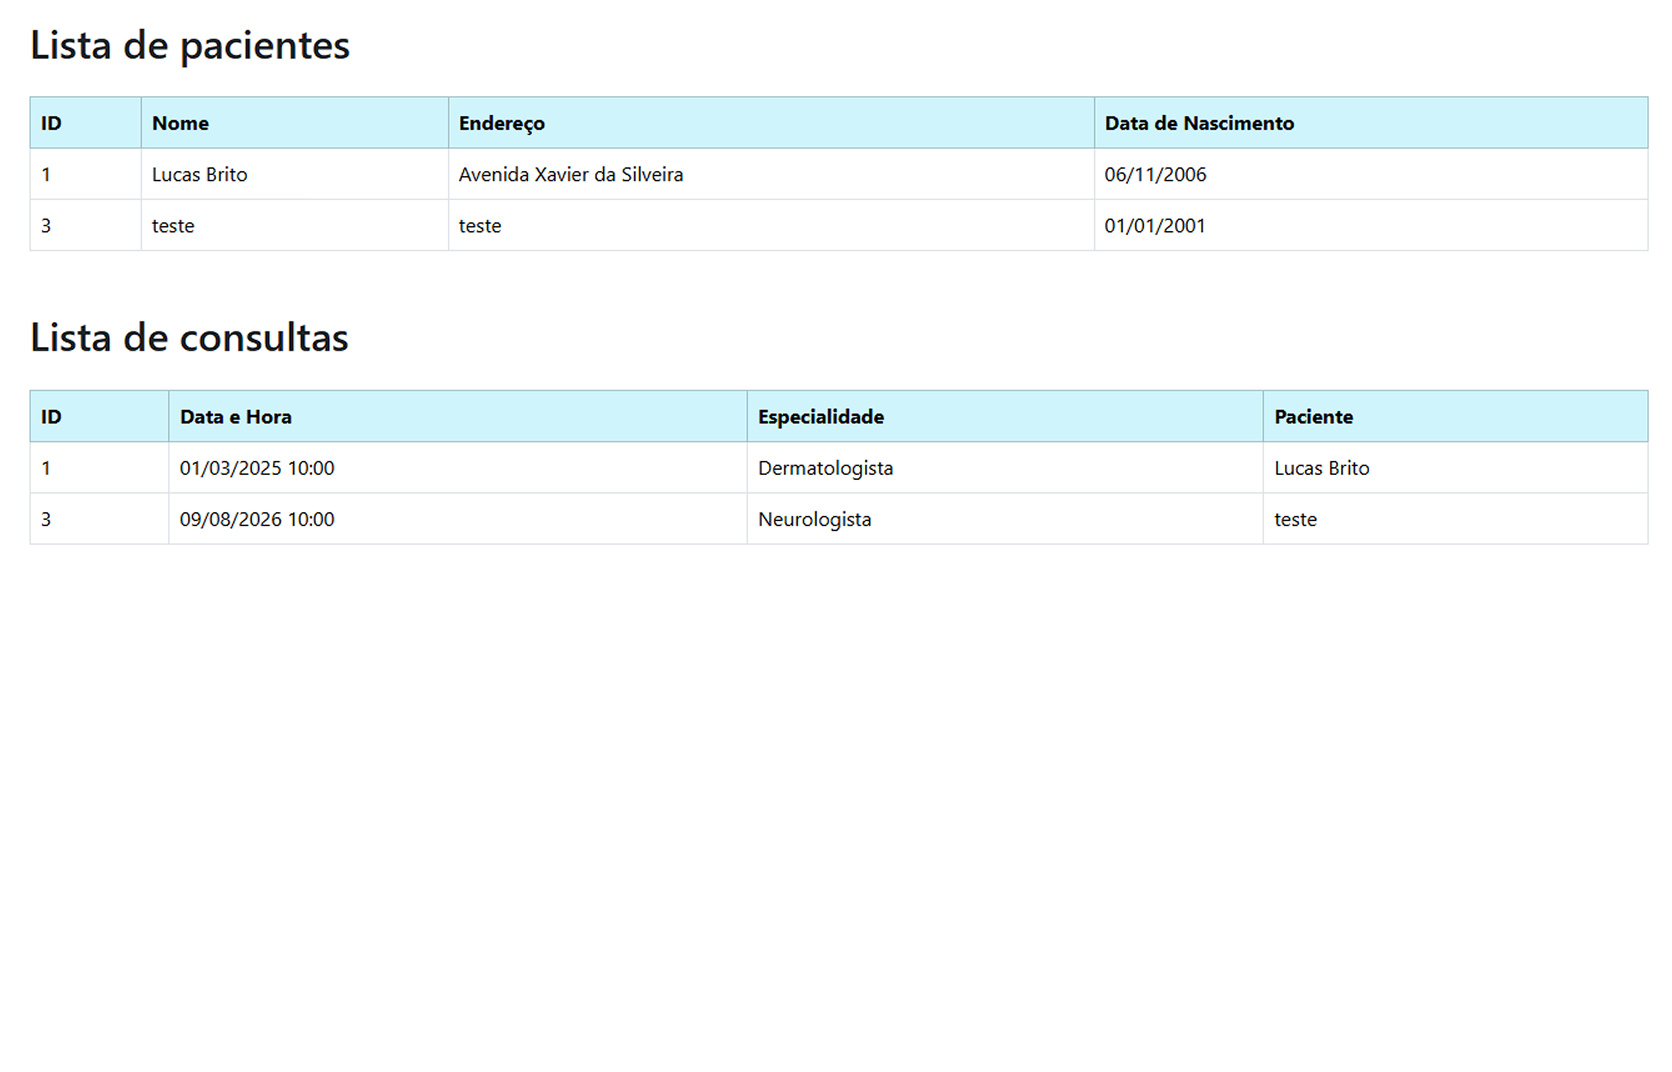 Lista de pacientes
ID Nome Endereço Data de Nascimento
1 Lucas Brito Avenida Xavier da Silveira 06/11/2006
3 teste teste 01/01/2001
Lista de consultas
ID Data e Hora Especialidade Paciente
1 01/03/2025 10:00 Dermatologista Lucas Brito
3 09/08/2026 10:00 Neurologista teste